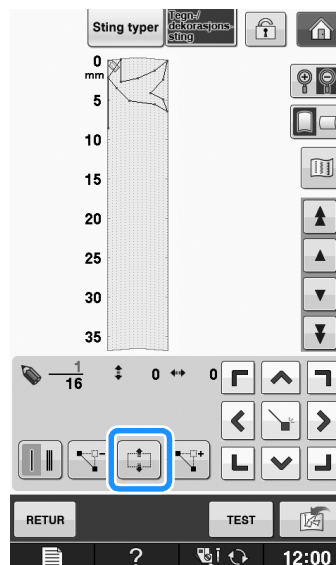 Sting typer
Tegn-/
dekorasjons-
sting
0
mm
5
10
15
20
25
30
35
1
16
0
0
RETUR
TEST
?
12:00